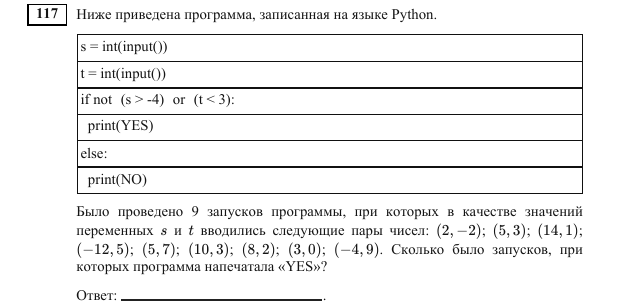 117 Ниже приведена программа, записанная на языке Python.
s = int(input())
t = int(input())
if not (s > -4) or (t < 3):
print(YES)
else:
print(NO)
Было проведено 9 запусков программы, при которых в качестве значений
переменных s и t вводились следующие пары чисел: (2, −2); (5, 3); (14, 1);
(−12, 5); (5, 7); (10, 3); (8, 2); (3, 0); (−4, 9). Сколько было запусков, при
которых программа напечатала «YES»?
Ответ: ______________________.